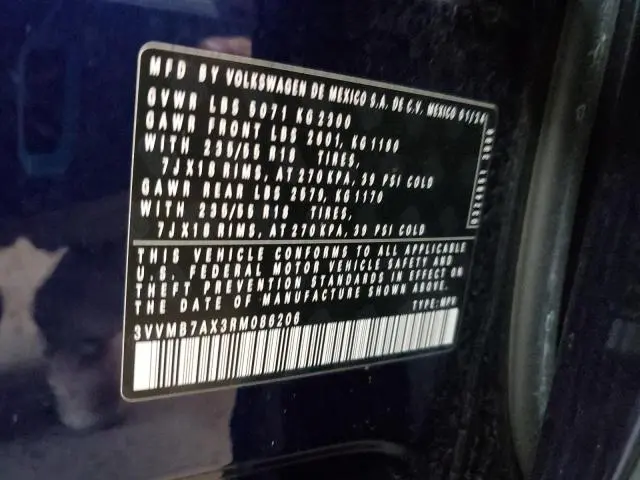 MFD BY VOLKSWAGEN DE MEXICO S.A. DE C.V. MEXICO 01/24
GVWR LBS 5071 KG 2300
GAWR FRONT LBS 2601, KG 1180
WITH 235/55 R18 TIRES,
7JX18 RIMS, AT 270 KPA, 39 PSI COLD
GAWR REAR LBS 2579, KG 1170
WITH 235/55 R18 TIRES,
7JX18 RIMS, AT 270 KPA, 39 PSI COLD
THIS VEHICLE CONFORMS TO ALL APPLICABLE
U.S. FEDERAL MOTOR VEHICLE SAFETY AND
THEFT PREVENTION STANDARDS IN EFFECT ON
THE DATE OF MANUFACTURE SHOWN ABOVE.
3VVMB7AX3RM086206 TYPE: MPV